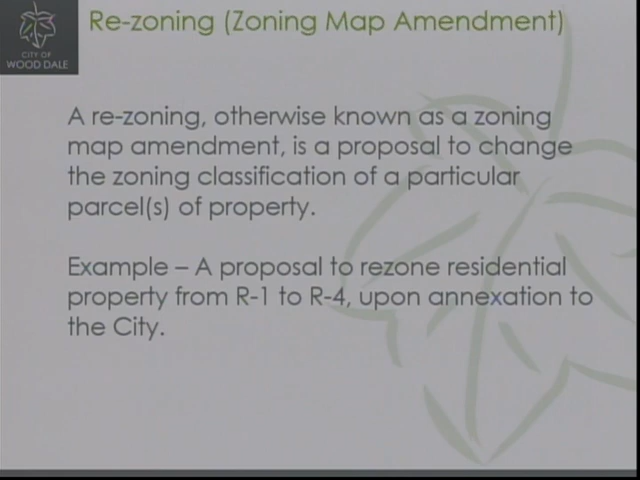 Re-zoning (Zoning Map Amendment)
CITY OF
WOOD DALE
A re-zoning, otherwise known as a zoning
map amendment, is a proposal to change
the zoning classification of a particular
parcel(s) of property.
Example – A proposal to rezone residential
property from R-1 to R-4, upon annexation to
the City.